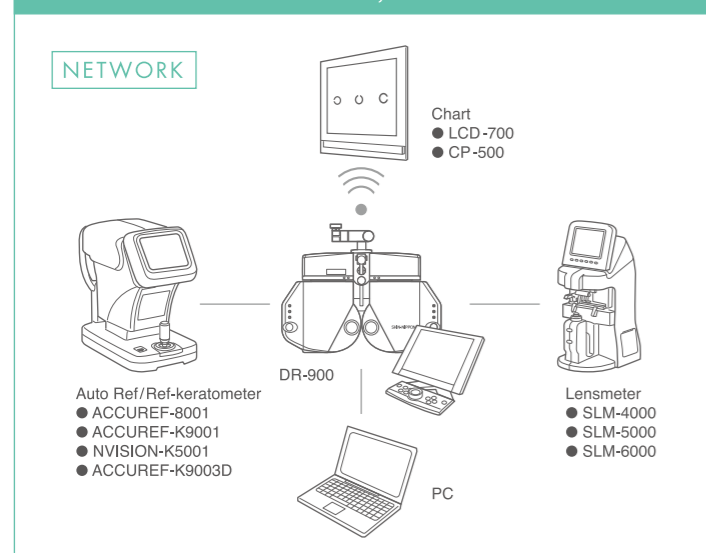 NETWORK
Chart
● LCD-700
● CP-500
DR-900
Auto Ref/Ref-keratometer
● ACCUREF-8001
● ACCUREF-K9001
● NVISION-K5001
● ACCUREF-K9003D
Lensmeter
● SLM-4000
● SLM-5000
● SLM-6000
PC